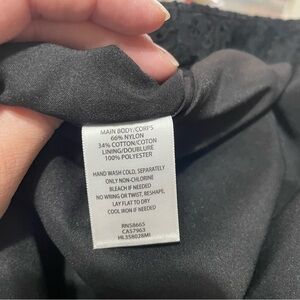 MAIN BODY/CORPS
66% NYLON
34% COTTON/COTON
LINING/DOUBLURE
100% POLYESTER
HAND WASH COLD, SEPARATELY
ONLY NON-CHLORINE
BLEACH IF NEEDED
NO WRING OR TWIST, RESHAPE,
LAY FLAT TO DRY
COOL IRON IF NEEDED
RN58665
CA57963
HL358028MI